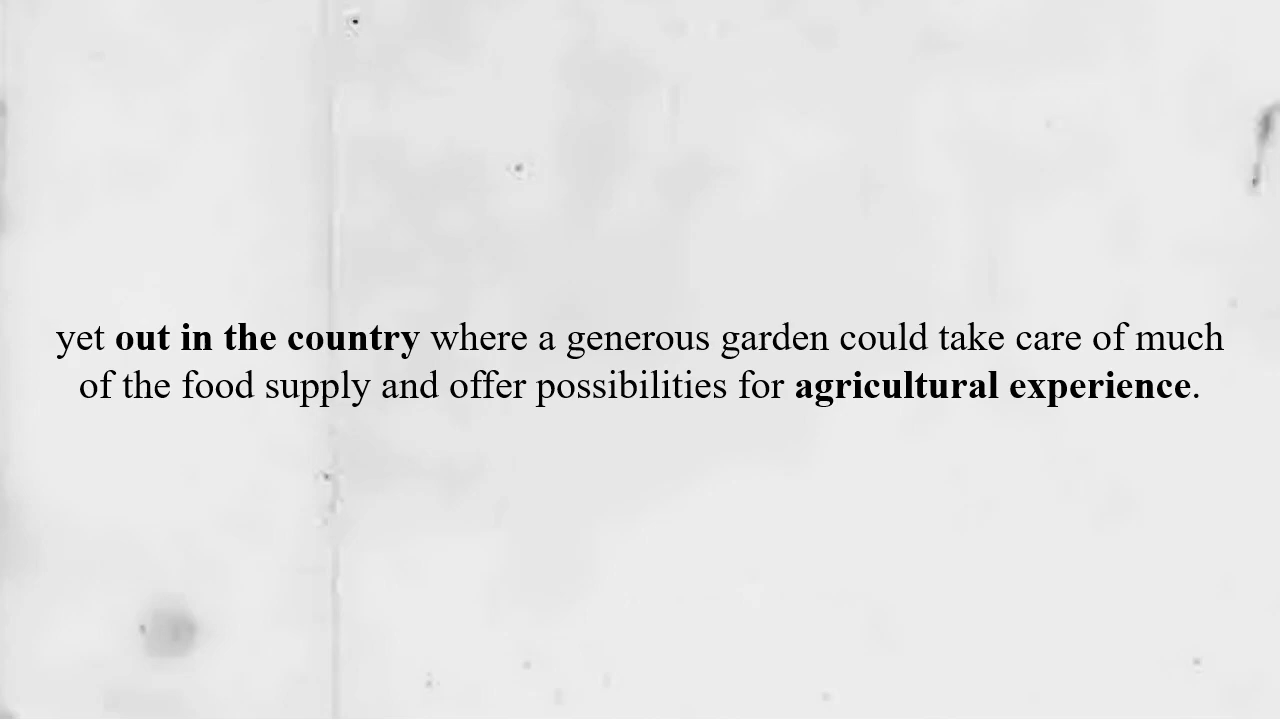 yet out in the country where a generous garden could take care of much
of the food supply and offer possibilities for agricultural experience.